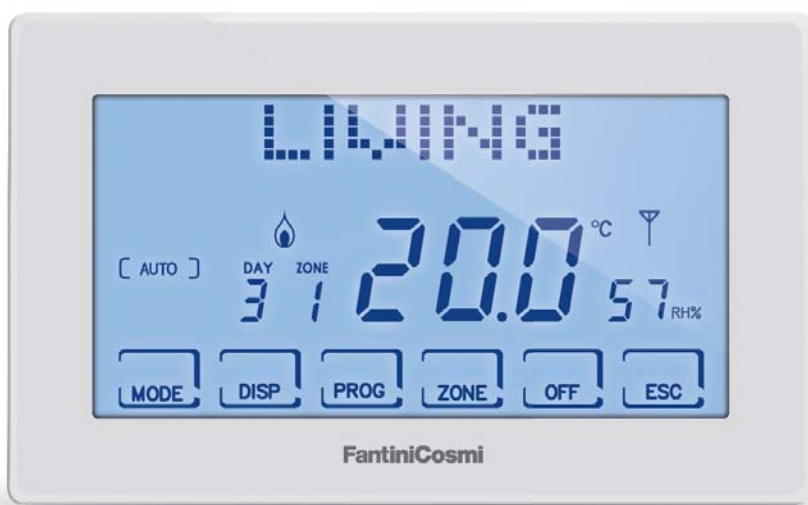 LIVING
°C
[ AUTO ] DAY ZONE
3 1 20.0 57 RH%
MODE DISP PROG ZONE OFF ESC
FantiniCosmi